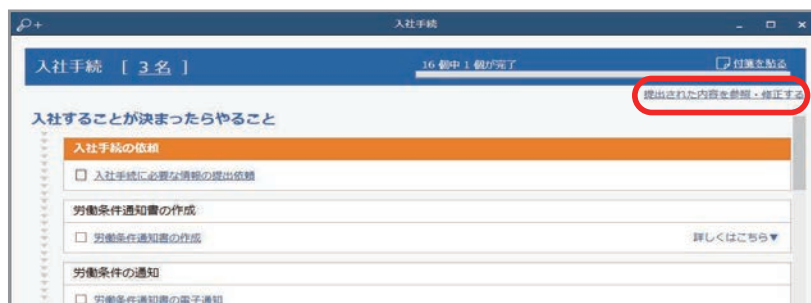 入社手続
入社手続 [ 3名 ]
16 個中 1 個が完了
付箋を貼る
提出された内容を参照・修正する
入社することが決まったらやること
入社手続の依頼
入社手続に必要な情報の提出依頼
労働条件通知書の作成
労働条件通知書の作成
詳しくはこちら▼
労働条件の通知
労働条件通知書の電子通知